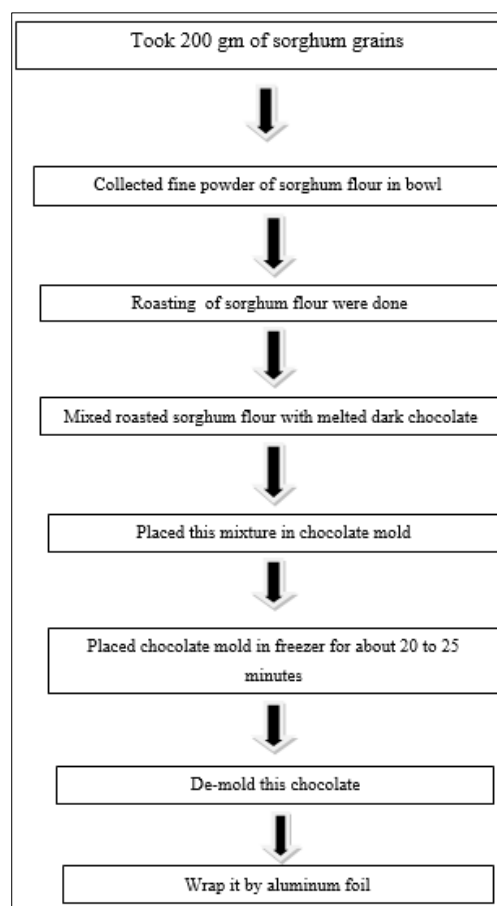 Took 200 gm of sorghum grains
Collected fine powder of sorghum flour in bowl
Roasting of sorghum flour were done
Mixed roasted sorghum flour with melted dark chocolate
Placed this mixture in chocolate mold
Placed chocolate mold in freezer for about 20 to 25
minutes
De-mold this chocolate
Wrap it by aluminum foil